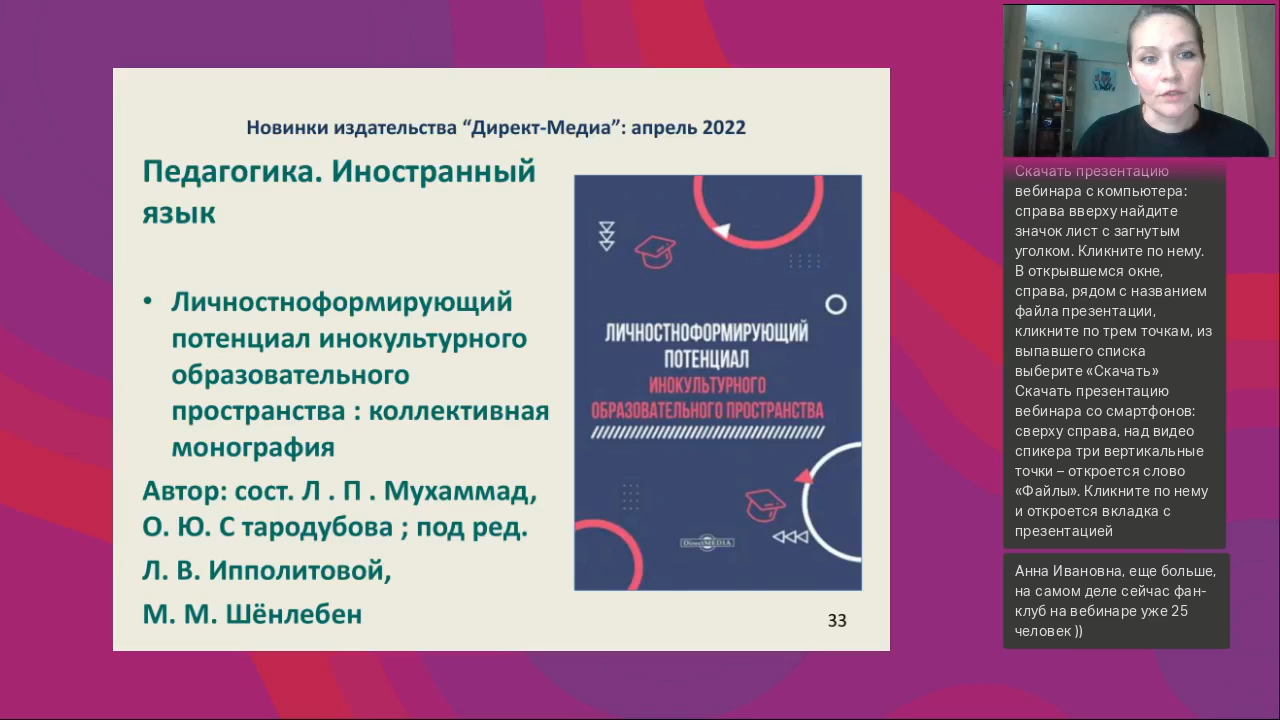 Новинки издательства “Директ-Медиа”: апрель 2022
Педагогика. Иностранный
язык
• Личностноформирующий
потенциал инокультурного
образовательного
пространства : коллективная
монография
Автор: сост. Л . П . Мухаммад,
О. Ю. С тародубова ; под ред.
Л. В. Ипполитовой,
М. М. Шёнлебен
ЛИЧНОСТНОФОРМИРУЮЩИЙ
ПОТЕНЦИАЛ
ИНОКУЛЬТУРНОГО
ОБРАЗОВАТЕЛЬНОГО ПРОСТРАНСТВА
DirectMEDIA
33
Скачать презентацию
вебинара с компьютера:
справа вверху найдите
значок лист с загнутым
уголком. Кликните по нему.
В открывшемся окне,
справа, рядом с названием
файла презентации,
кликните по трем точкам, из
выпавшего списка
выберите «Скачать»
Скачать презентацию
вебинара со смартфонов:
сверху справа, над видео
спикера три вертикальные
точки – откроется слово
«Файлы». Кликните по нему
и откроется вкладка с
презентацией
Анна Ивановна, еще больше,
на самом деле сейчас фан-
клуб на вебинаре уже 25
человек ))